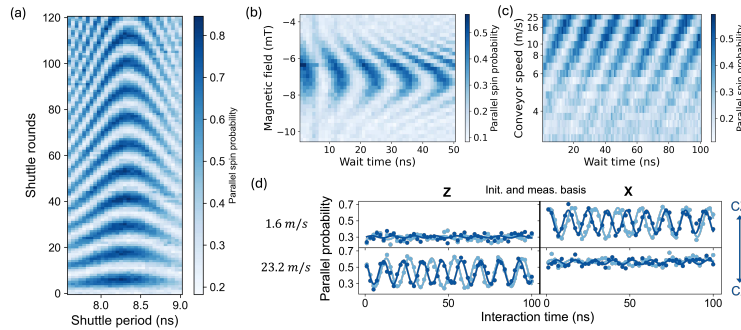 (a)
120
100
80
60
40
20
0
Shuttle rounds
8.0 8.5 9.0
Shuttle period (ns)
0.8
0.7
0.6
0.5
0.4
0.3
0.2
Parallel spin probability
(b)
−4
−6
−8
−10
Magnetic field (mT)
10 20 30 40 50
Wait time (ns)
0.5
0.4
0.3
0.2
0.1
Parallel spin probability
(c)
25
16
10
8
6
4
Conveyor speed (m/s)
20 40 60 80 100
Wait time (ns)
0.5
0.3
0.2
Parallel spin probability
(d)
Z Init. and meas. basis X
1.6 m/s
23.2 m/s
Parallel probability
0.7
0.5
0.3
0.7
0.5
0.3
0 50 100 0 50 100
Interaction time (ns)